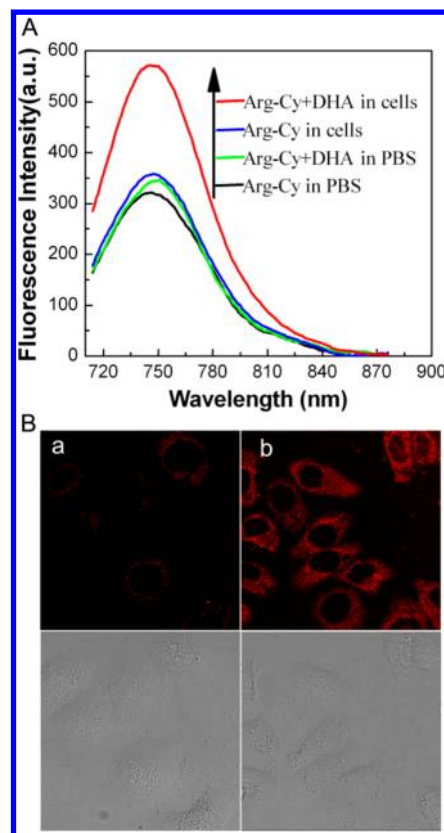 A
Fluorescence Intensity(a.u.)
600
500
400
300
200
100
0
Arg-Cy+DHA in cells
Arg-Cy in cells
Arg-Cy+DHA in PBS
Arg-Cy in PBS
720 750 780 810 840 870 900
Wavelength (nm)
B
a b